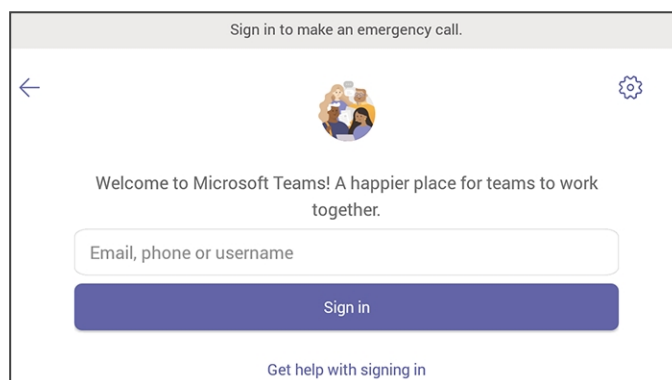 Sign in to make an emergency call.
Welcome to Microsoft Teams! A happier place for teams to work
together.
Email, phone or username
Sign in
Get help with signing in